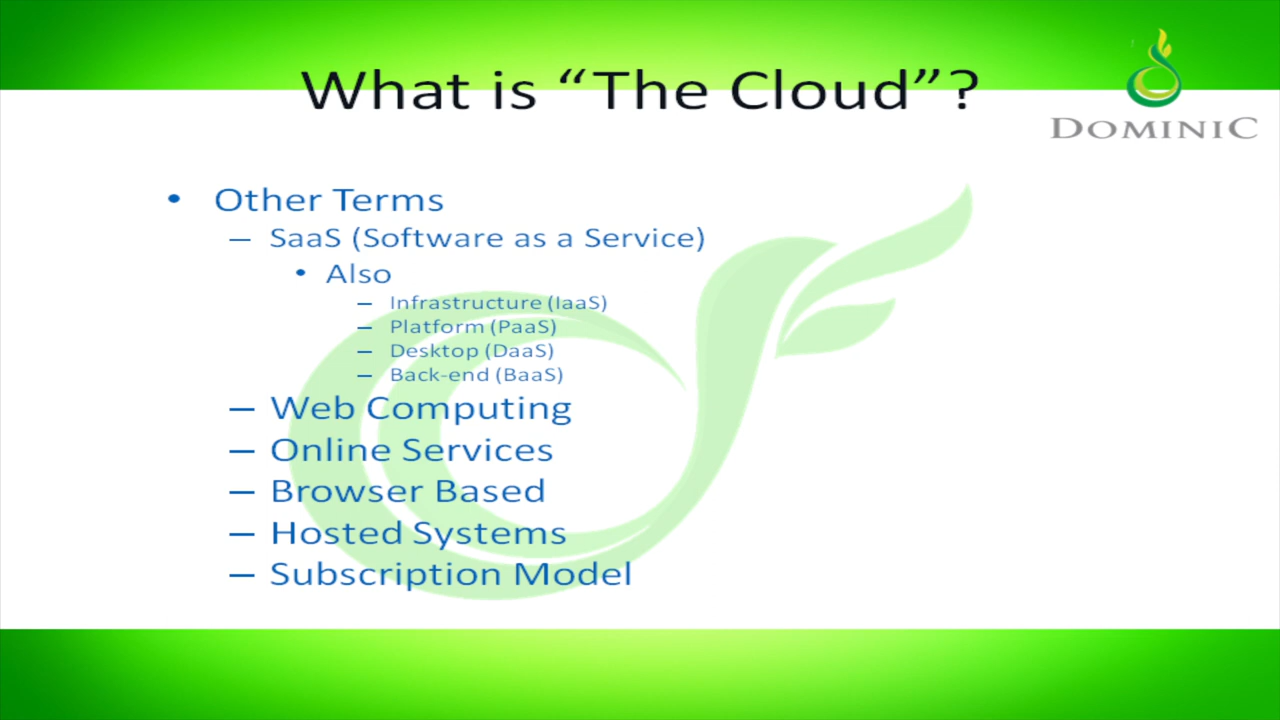 What is “The Cloud”?
DOMINIC
• Other Terms
– SaaS (Software as a Service)
• Also
– Infrastructure (IaaS)
– Platform (PaaS)
– Desktop (DaaS)
– Back-end (BaaS)
– Web Computing
– Online Services
– Browser Based
– Hosted Systems
– Subscription Model